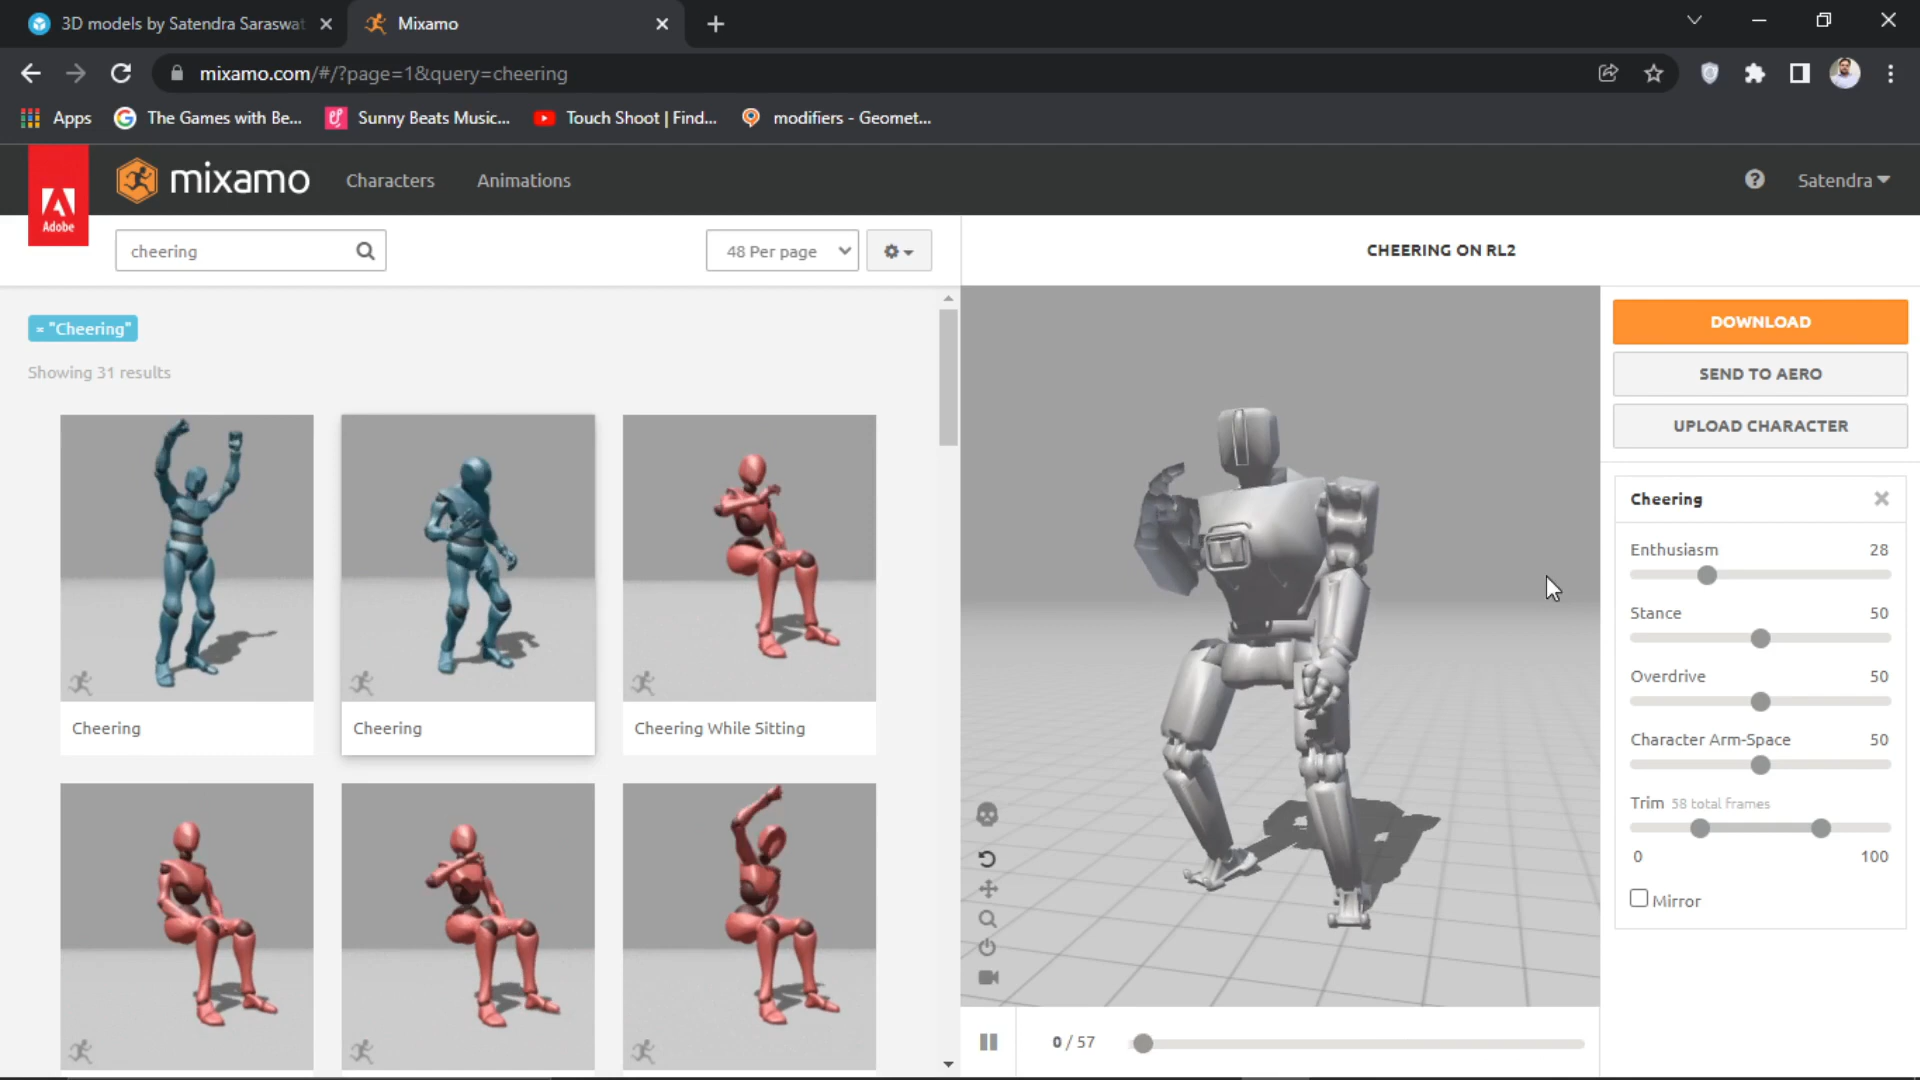 3D models by Satendra Saraswat
Mixamo
mixamo.com/#/?page=1&query=cheering
Apps
The Games with Be...
Sunny Beats Music...
Touch Shoot | Find...
modifiers - Geomet...
Adobe
mixamo
Characters
Animations
Satendra
cheering
48 Per page
CHEERING ON RL2
× "Cheering"
Showing 31 results
Cheering
Cheering
Cheering While Sitting
0 / 57
DOWNLOAD
SEND TO AERO
UPLOAD CHARACTER
Cheering
Enthusiasm 28
Stance 50
Overdrive 50
Character Arm-Space 50
Trim 58 total frames
0 100
Mirror